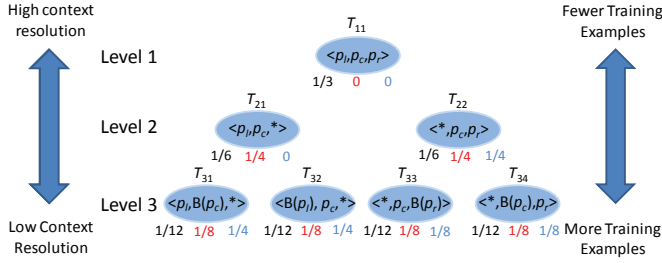 High context
resolution
T11
Fewer Training
Examples
Level 1
<pl,pc,pr>
1/3 0 0
T21 T22
Level 2
<pl,pc,*> <*,pc,pr>
1/6 1/4 0 1/6 1/4 1/4
T31 T32 T33 T34
Level 3
<pl,B(pc),*> <B(pl), pc,*> <*,pc,B(pr)> <*,B(pc),pr>
1/12 1/8 1/4 1/12 1/8 1/4 1/12 1/8 1/8 1/12 1/8 1/8
Low Context
Resolution
More Training
Examples